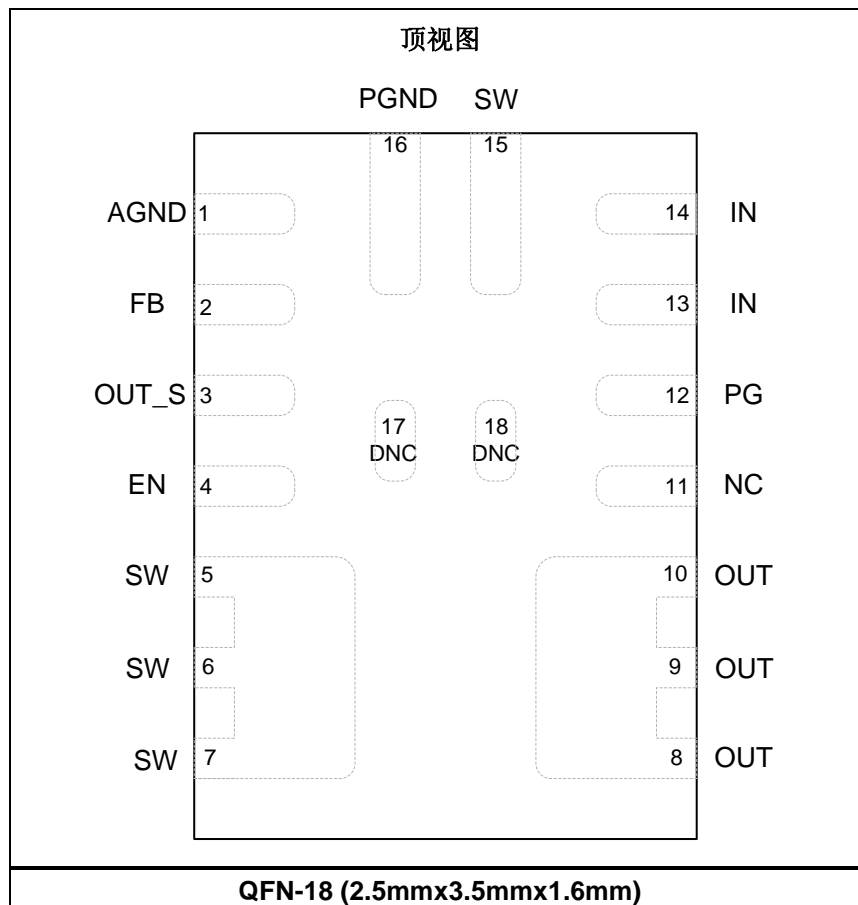 顶视图
PGND SW
16 15
AGND 1 14 IN
FB 2 13 IN
OUT_S 3 12 PG
17 18
DNC DNC
EN 4 11 NC
SW 5 10 OUT
SW 6 9 OUT
SW 7 8 OUT
QFN-18 (2.5mmx3.5mmx1.6mm)